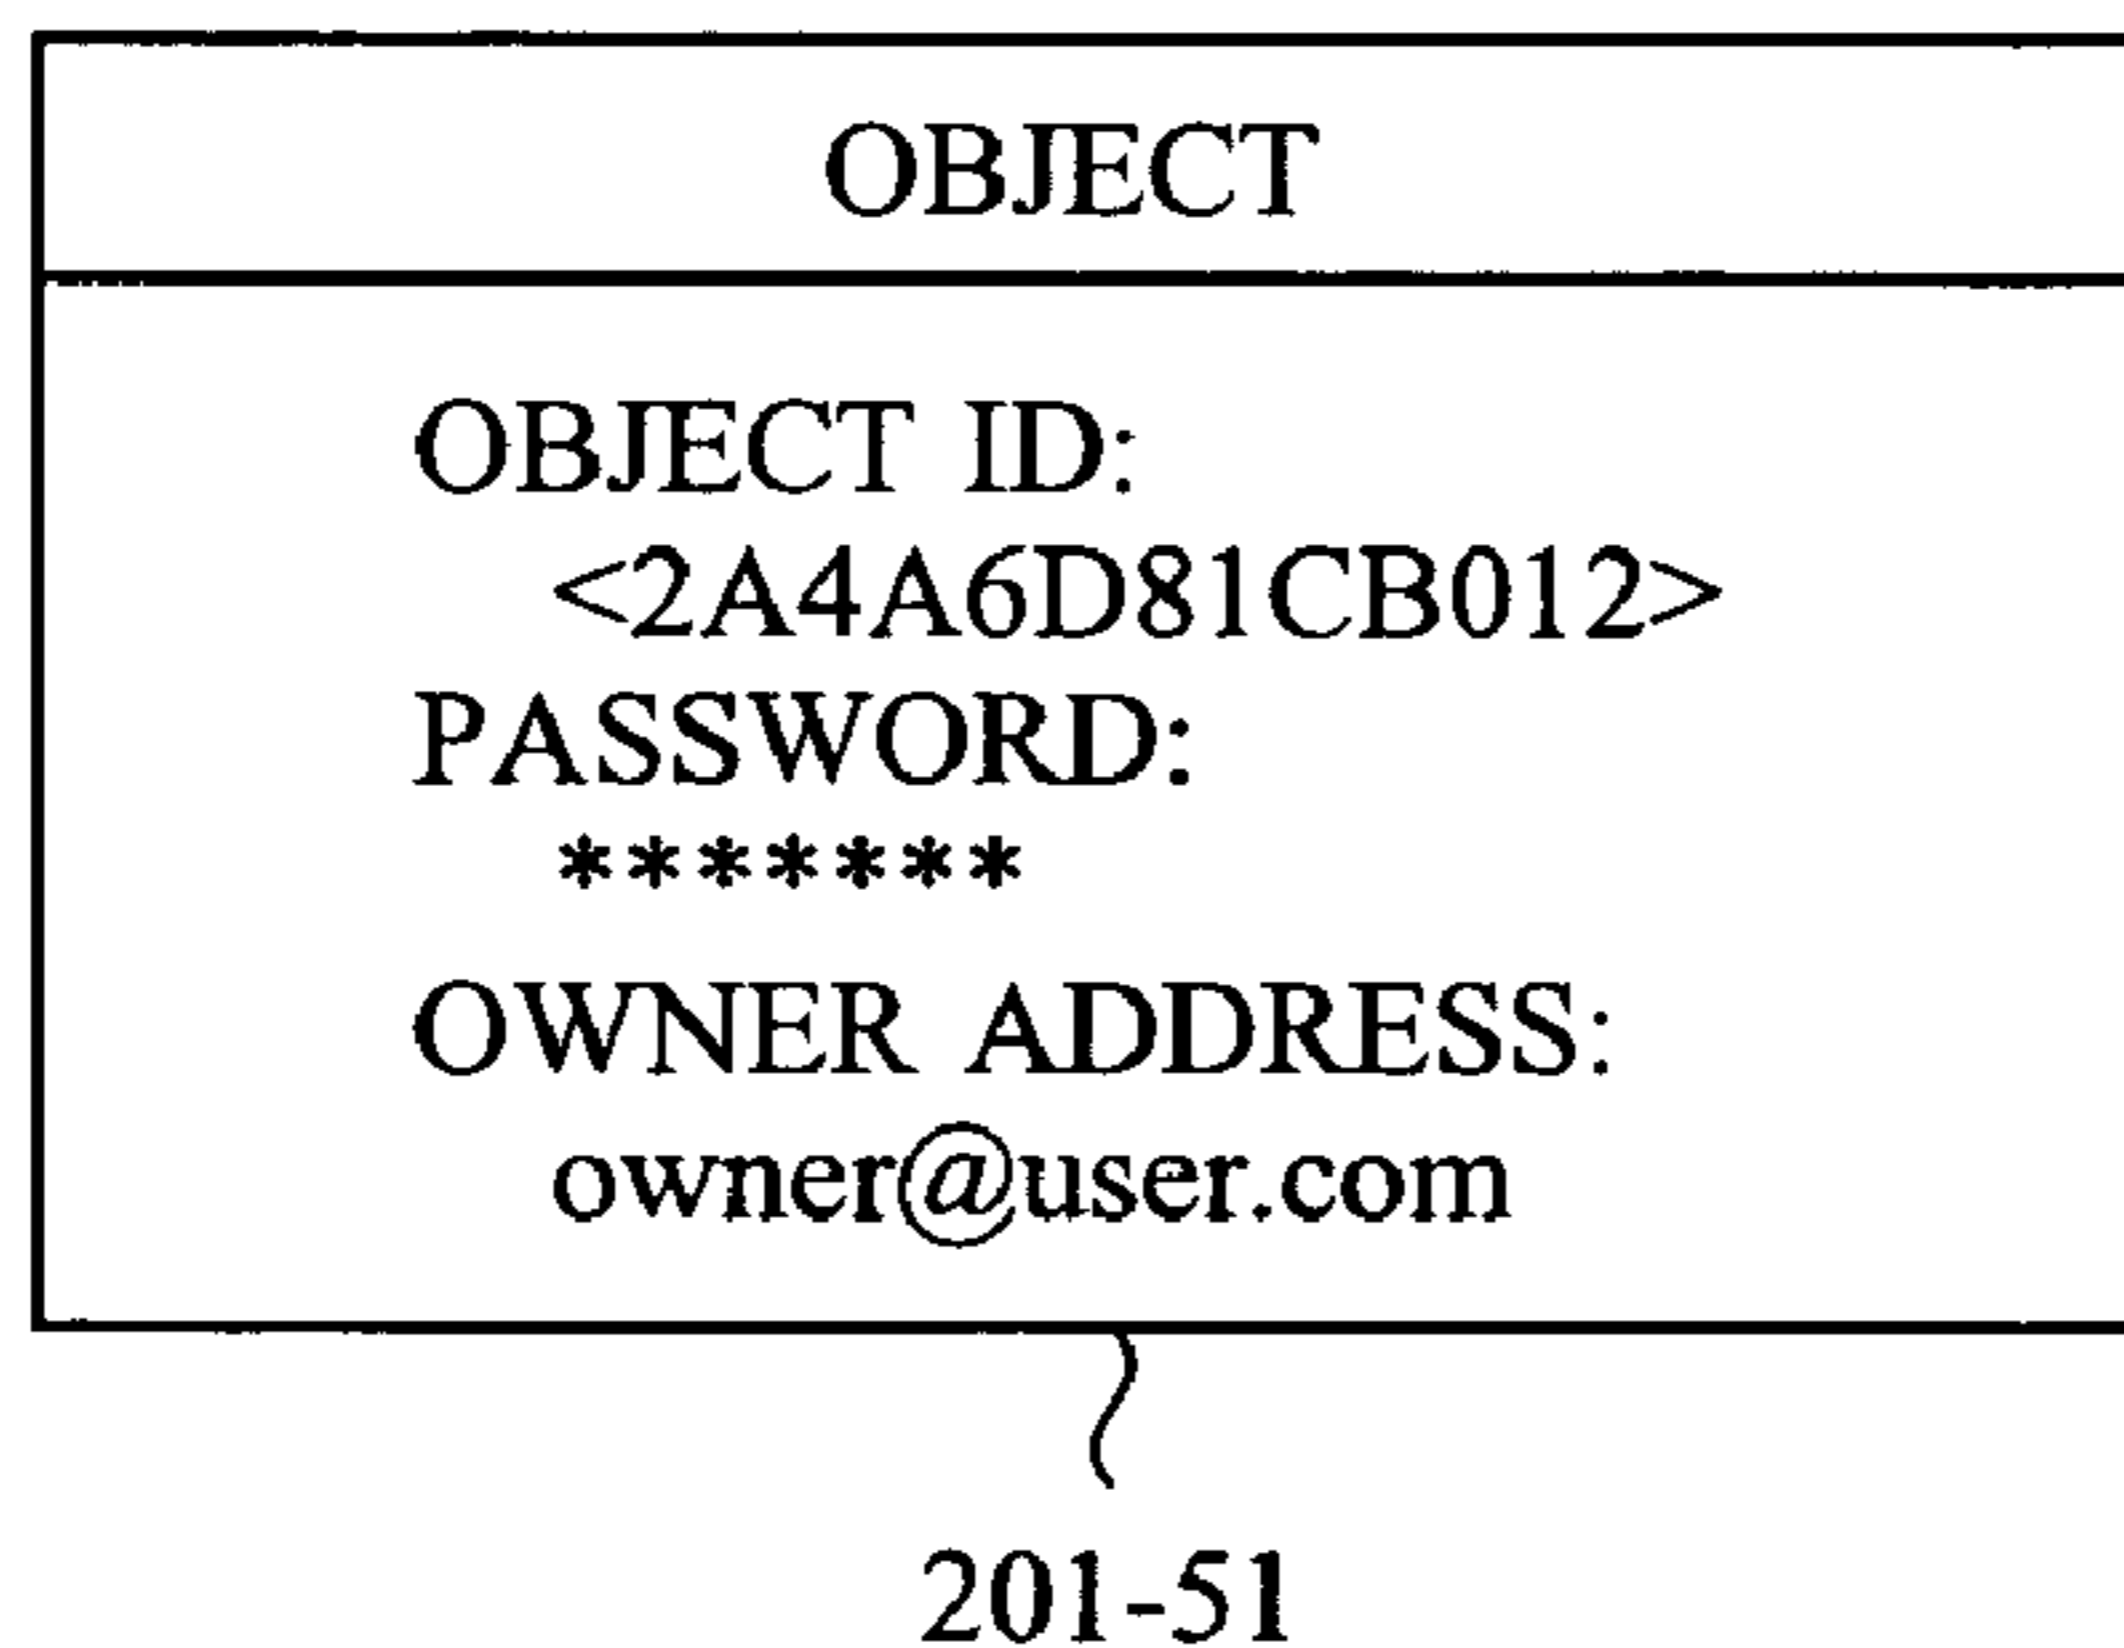 OBJECT
OBJECT ID:
<2A4A6D81CB012>
PASSWORD:
*******
OWNER ADDRESS:
owner@user.com
201-51